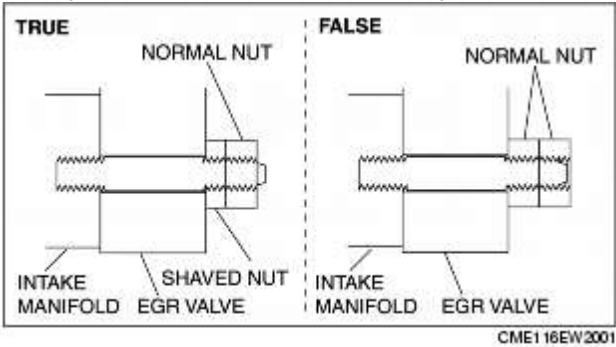 TRUE
NORMAL NUT
INTAKE
MANIFOLD
EGR VALVE
SHAVED NUT
FALSE
NORMAL NUT
INTAKE
MANIFOLD
EGR VALVE
CME116EW2001